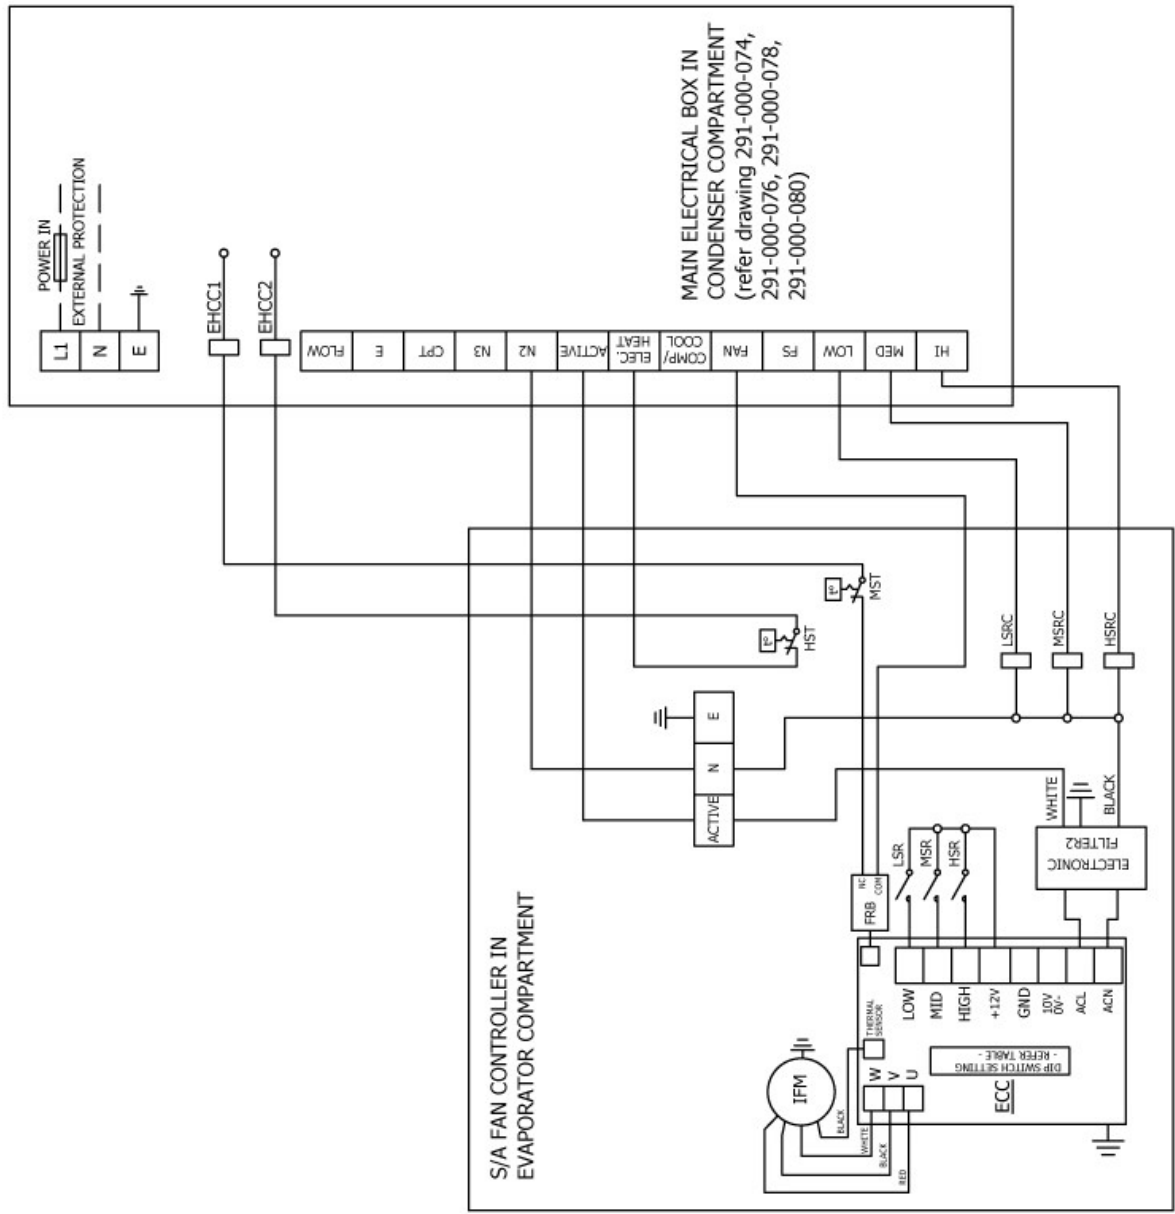 POWER IN
EXTERNAL PROTECTION
L1
N
E
EHCC1
EHCC2
FLOW
E
CPT
N3
N2
ACTIVE
ELEC.
HEAT
COMP/
COOL
FAN
FS
LOW
MED
HI
MAIN ELECTRICAL BOX IN
CONDENSER COMPARTMENT
(refer drawing 291-000-074,
291-000-076, 291-000-078,
291-000-080)
MST
HST
LSRC
MSRC
HSRC
ACTIVE
N
E
WHITE
BLACK
ELECTRONIC
FILTER2
LSR
MSR
HSR
NC
COM
FRB
S/A FAN CONTROLLER IN
EVAPORATOR COMPARTMENT
THERMAL
SENSOR
LOW
MID
HIGH
+12V
GND
10V
0V-
ACL
ACN
W
V
U
DIP SWITCH SETTING
- REFER TABLE -
ECC
IFM
BLACK
WHITE
BLACK
RED